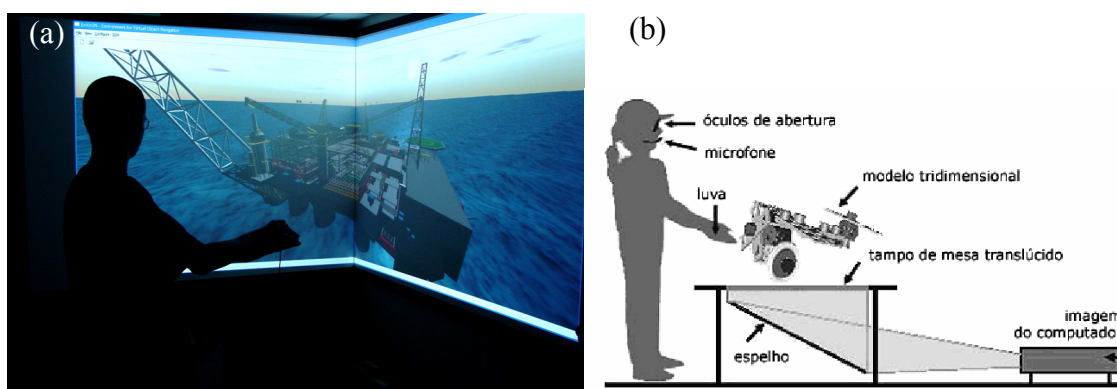 (a)
(b)
óculos de abertura
microfone
modelo tridimensional
luva
tampo de mesa translúcido
imagem
do computado
espelho